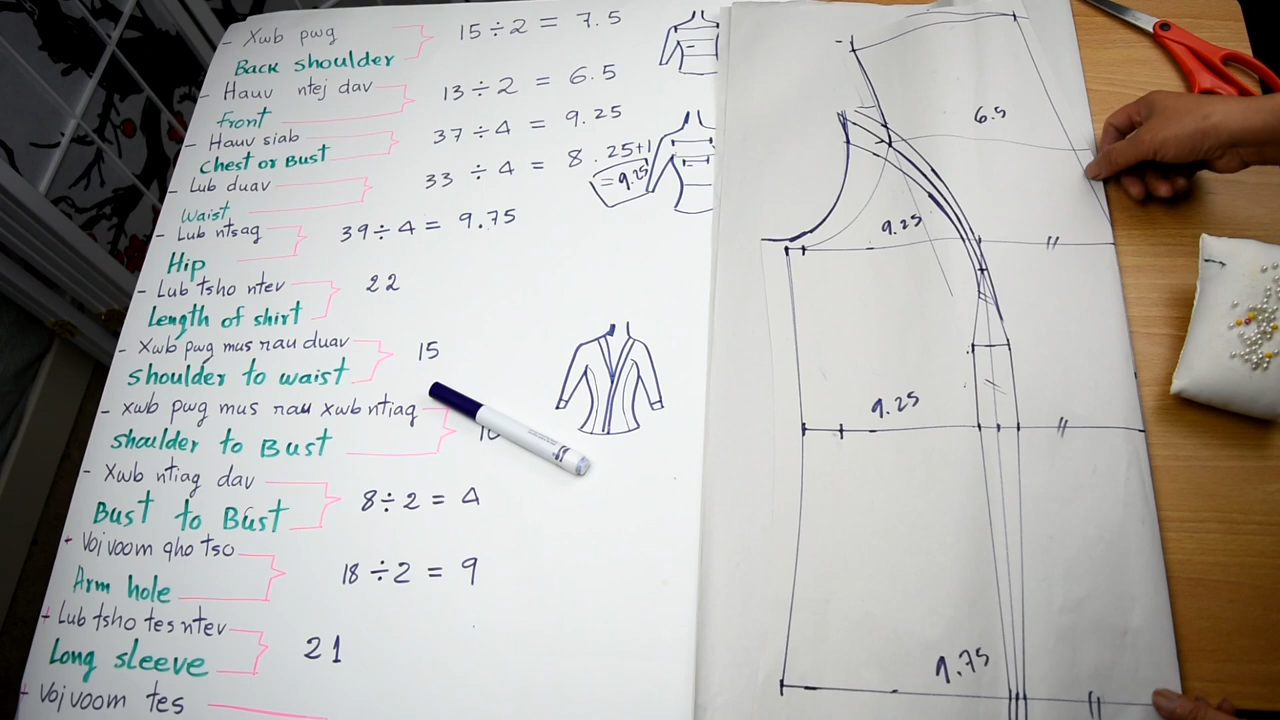 - Xwb pwg
Back shoulder
15÷2 = 7.5
- Hauv ntej dav
front
13÷2 = 6.5
- Hauv siab
Chest or Bust
37÷4 = 9.25
- Lub duav
Waist
33 ÷4 = 8.25+1
=9.25
- Lub ntsag
Hip
39÷4 = 9.75
- Lub tsho ntev
Length of shirt
22
- Xwb pwg mus rau duav
shoulder to waist
15
- xwb pwg mus rau xwb ntiag
shoulder to Bust
- Xwb ntiag dav
Bust to Bust
8÷2 = 4
+ Voj voom qho tso
Arm hole
18÷2 = 9
+ Lub tsho tes ntev
Long sleeve
21
+ Voj voom tes
6.5
9.25
9.25
9.75